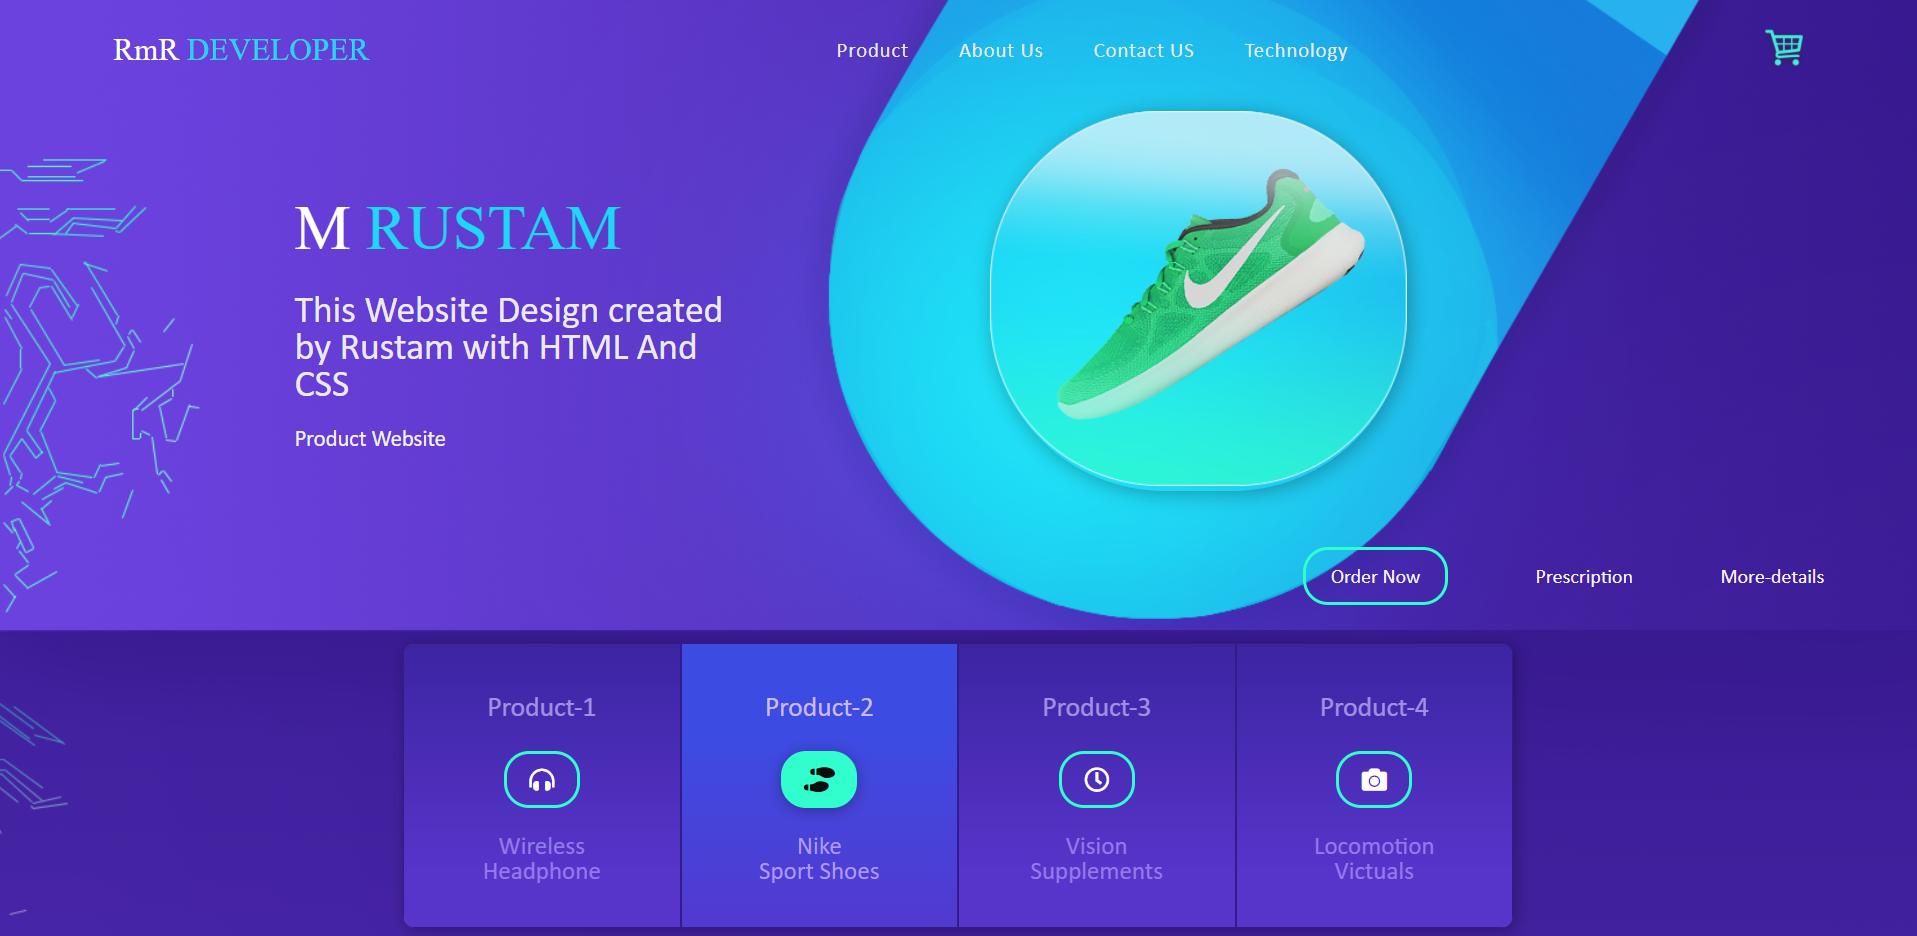 RmR DEVELOPER
Product
About Us
Contact US
Technology
M RUSTAM
This Website Design created
by Rustam with HTML And
CSS
Product Website
Order Now
Prescription
More-details
Product-1
Wireless
Headphone
Product-2
Nike
Sport Shoes
Product-3
Vision
Supplements
Product-4
Locomotion
Victuals